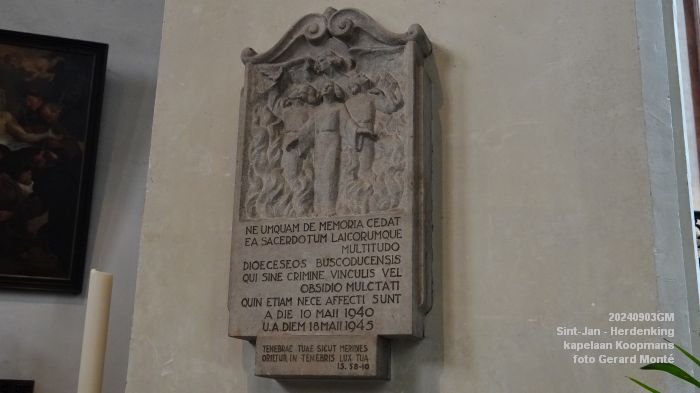 NE UMQUAM DE MEMORIA CEDAT
EA SACERDOTUM LAICORUMQUE
MULTITUDO
DIOECESEOS BUSCODUCENSIS
QUI SINE CRIMINE VINCULIS VEL
OBSIDIO MULCTATI
QUIN ETIAM NECE AFFECTI SUNT
A DIE 10 MAII 1940
U.A. DIEM 18 MAII 1945
TENEBRAE TUAE SICUT MERIDIES
ORIETUR IN TENEBRIS LUX TUA
IS. 58-10
20240903GM
Sint-Jan - Herdenking
kapelaan Koopmans
foto Gerard Monté